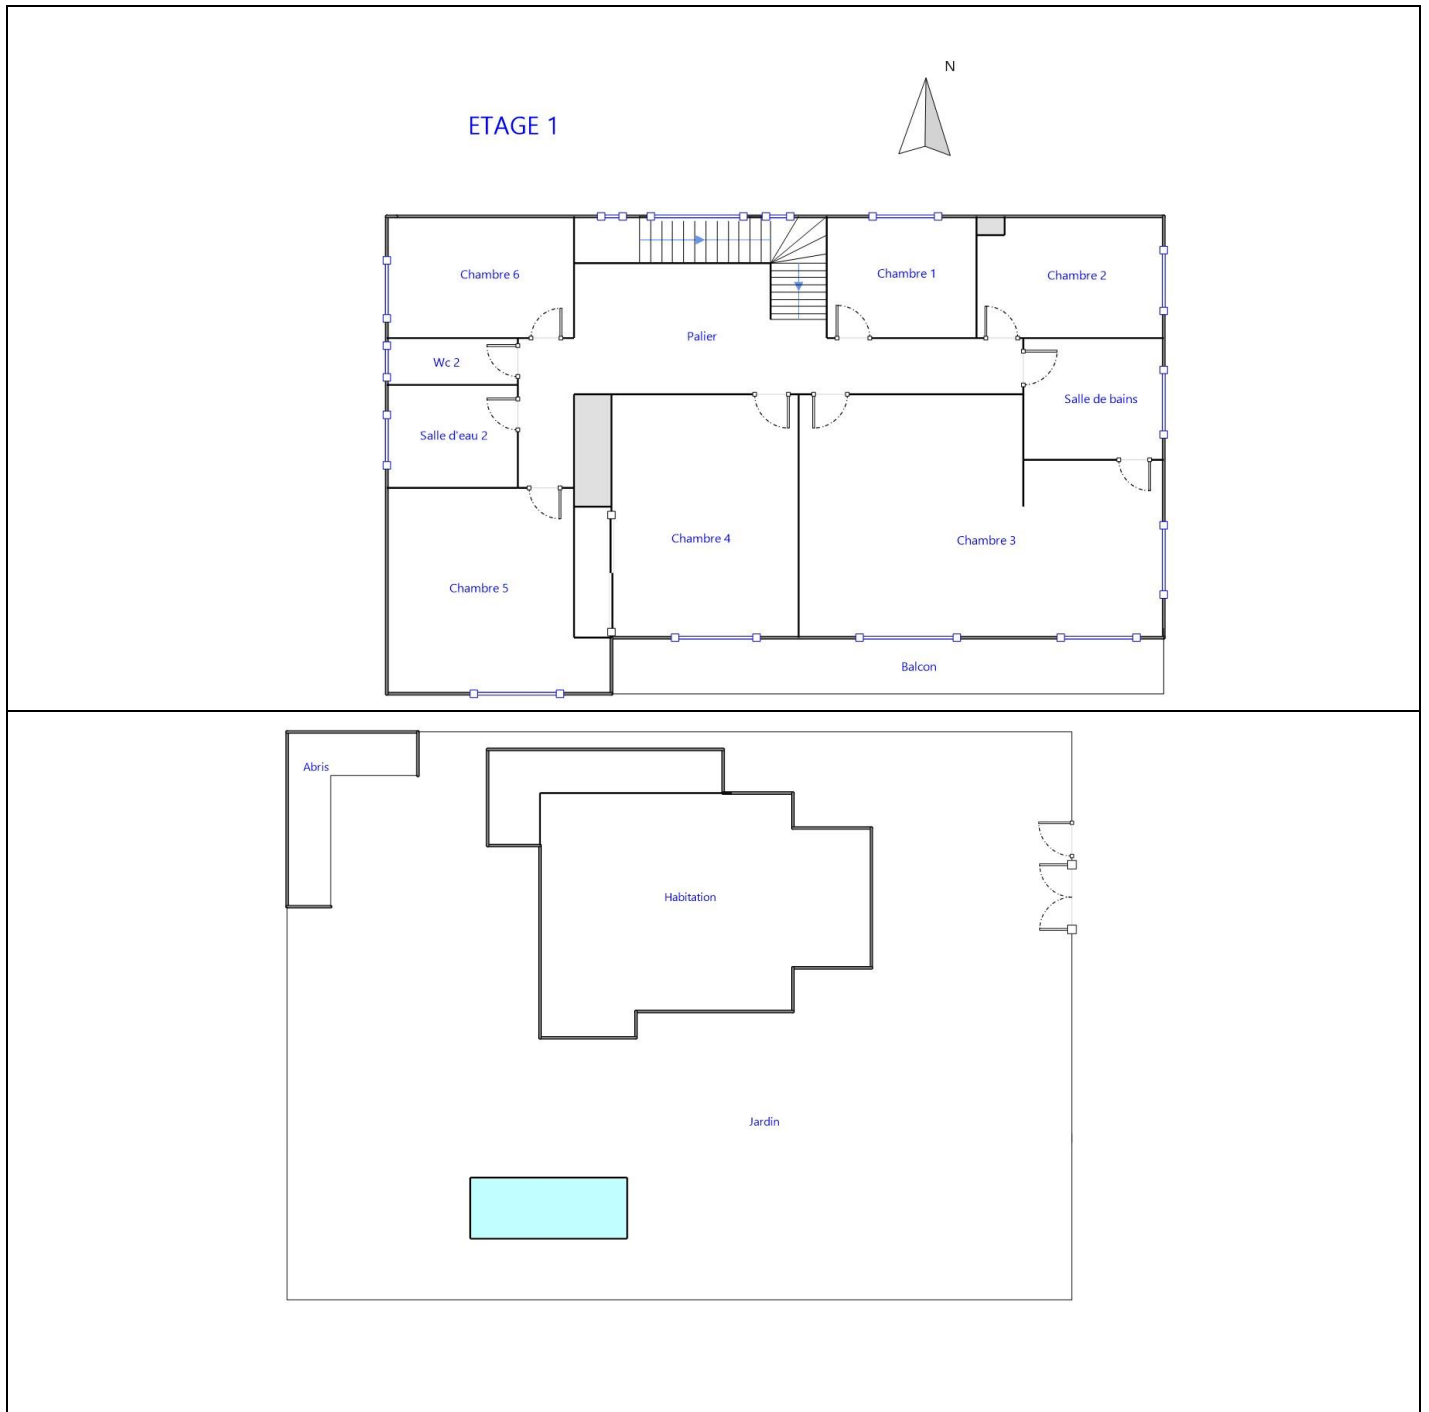 N
ETAGE 1
Chambre 6
Chambre 1
Chambre 2
Palier
Wc 2
Salle de bains
Salle d'eau 2
Chambre 4
Chambre 3
Chambre 5
Balcon
Abris
Habitation
Jardin